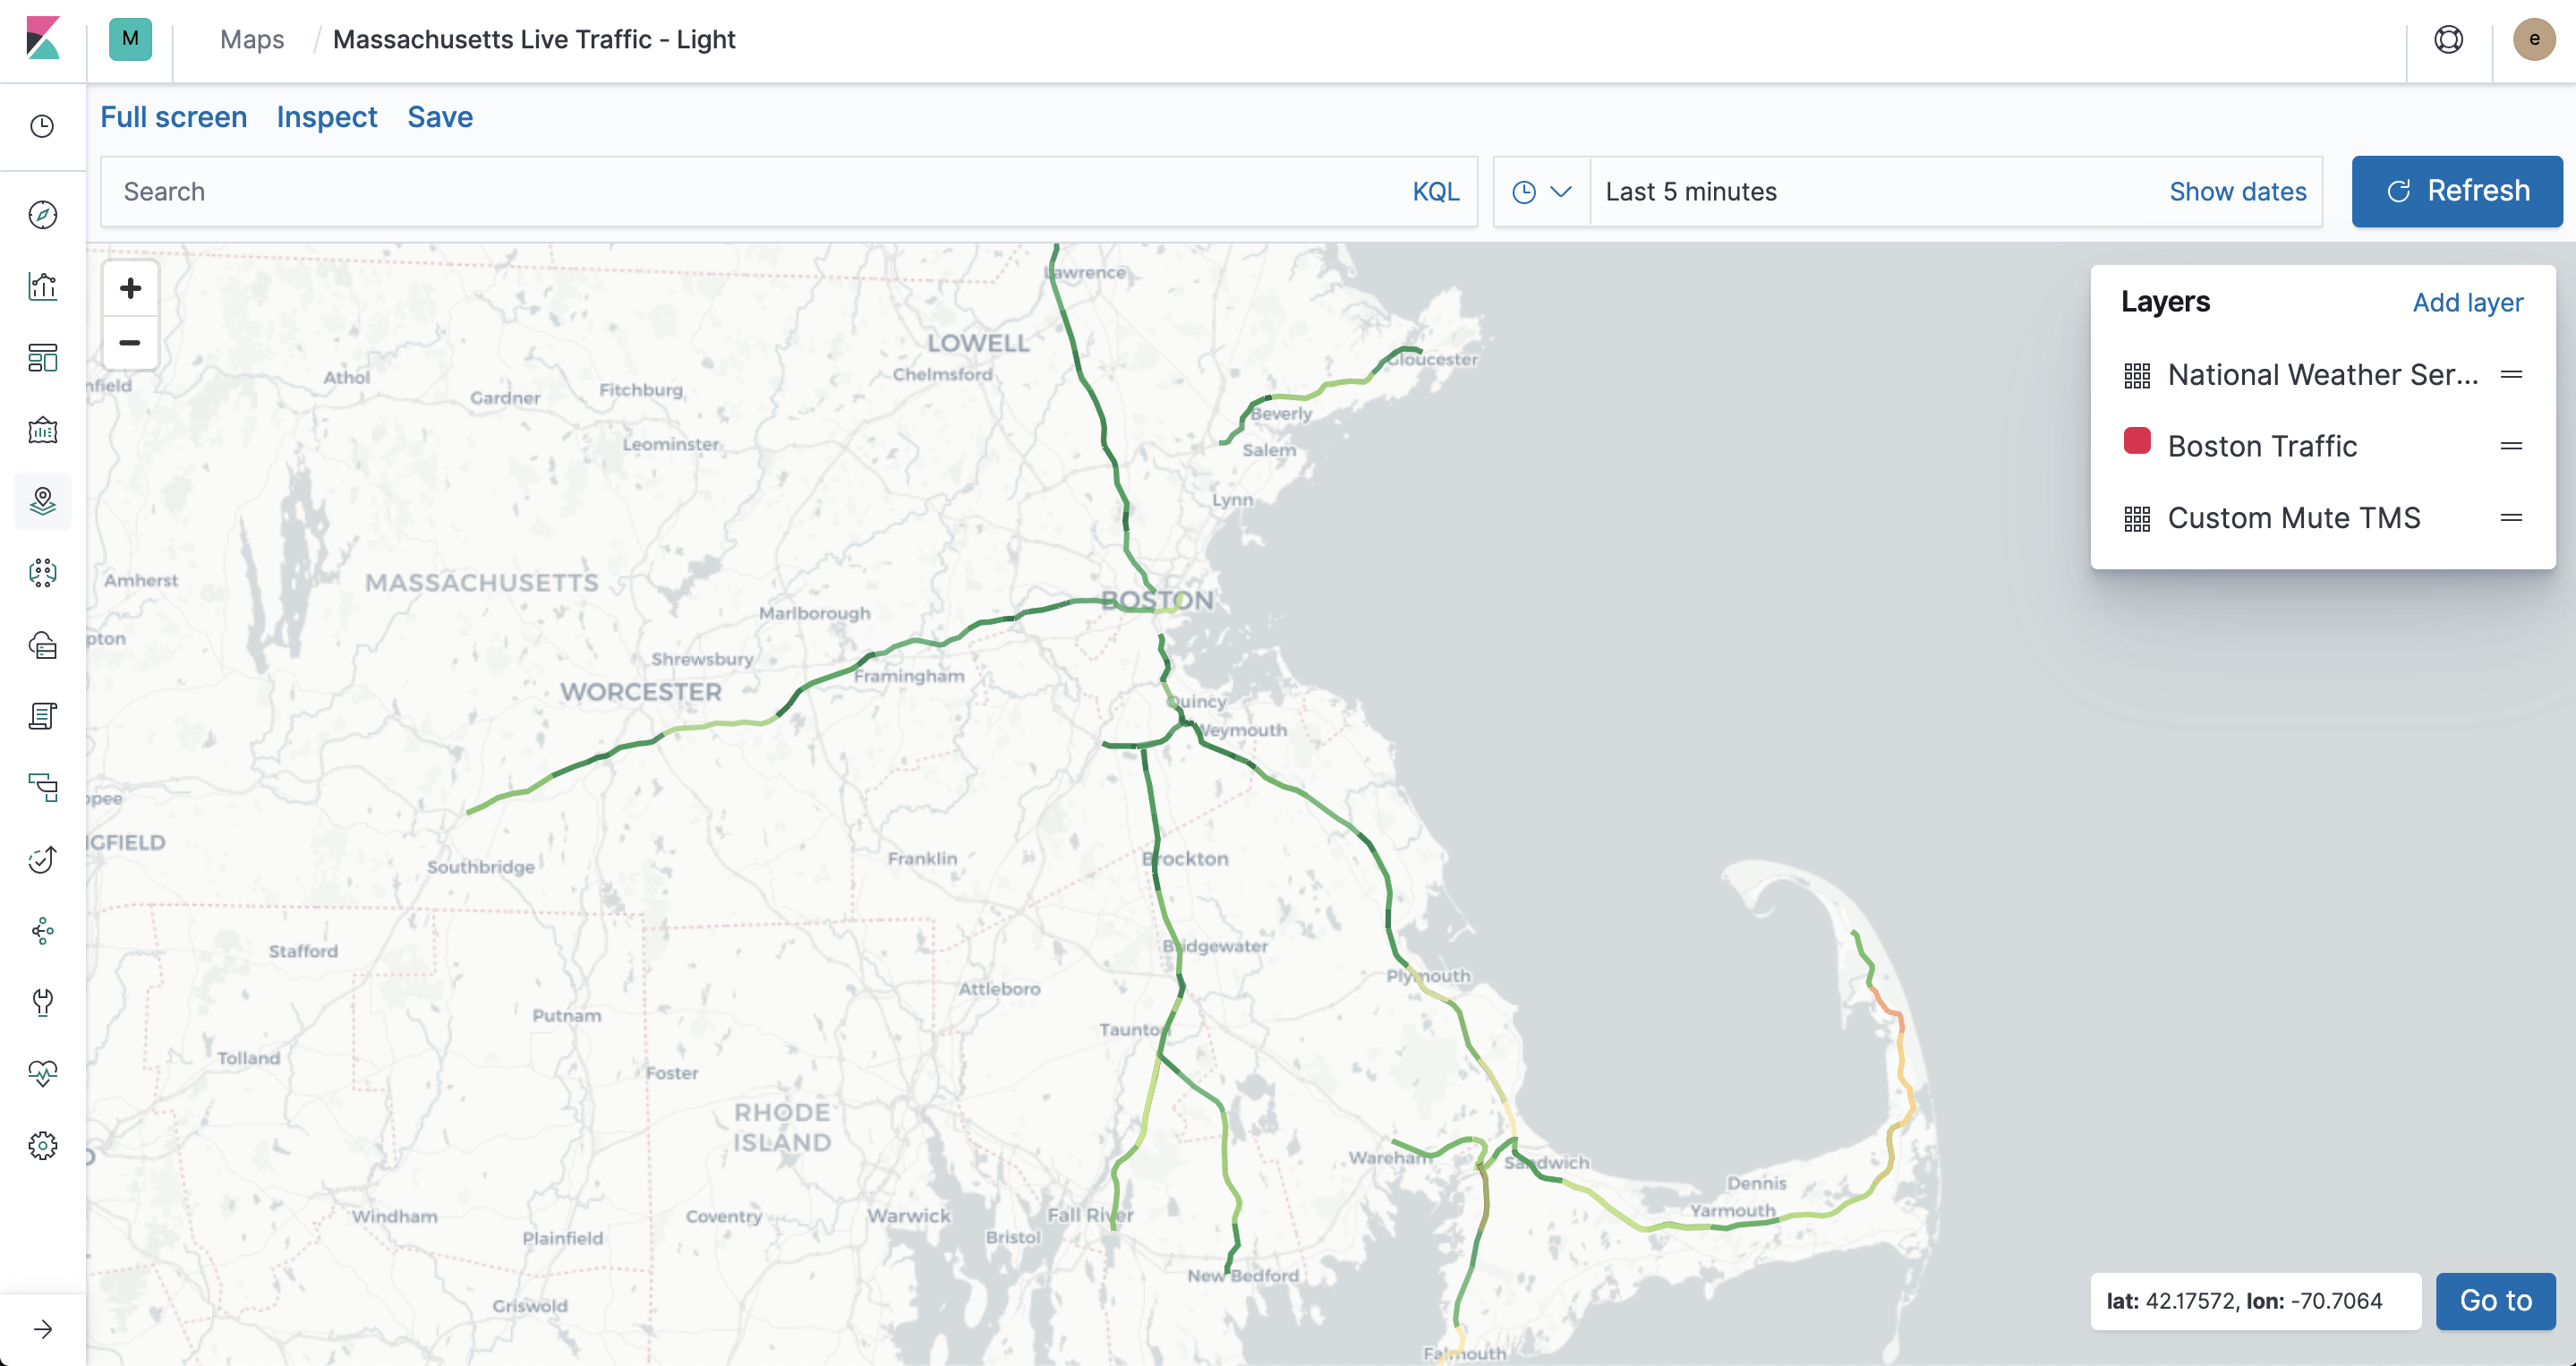 M
Maps / Massachusetts Live Traffic - Light
e
Full screen Inspect Save
Search KQL
Last 5 minutes Show dates
Refresh
Layers Add layer
National Weather Ser...
Boston Traffic
Custom Mute TMS
Lawrence
LOWELL
Chelmsford
Gloucester
Athol
nfield
Gardner
Fitchburg
Beverly
Leominster
Salem
Lynn
Amherst
MASSACHUSETTS
BOSTON
Marlborough
pton
Shrewsbury
Framingham
WORCESTER
Quincy
Weymouth
opee
IGFIELD
Southbridge
Franklin
Brockton
Stafford
Bridgewater
Plymouth
Attleboro
Putnam
Taunton
Tolland
Foster
RHODE
ISLAND
Wareham
Sandwich
Dennis
Yarmouth
Windham
Coventry
Warwick
Fall River
Plainfield
Bristol
New Bedford
Griswold
Falmouth
lat: 42.17572, lon: -70.7064
Go to